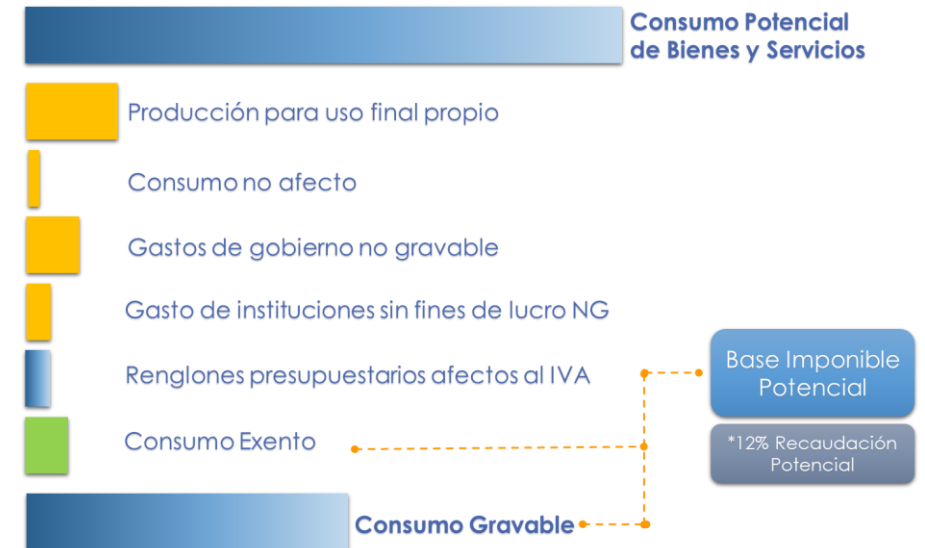 Consumo Potencial
de Bienes y Servicios
Producción para uso final propio
Consumo no afecto
Gastos de gobierno no gravable
Gasto de instituciones sin fines de lucro NG
Renglones presupuestarios afectos al IVA
Consumo Exento
Consumo Gravable
Base Imponible
Potencial
*12% Recaudación
Potencial